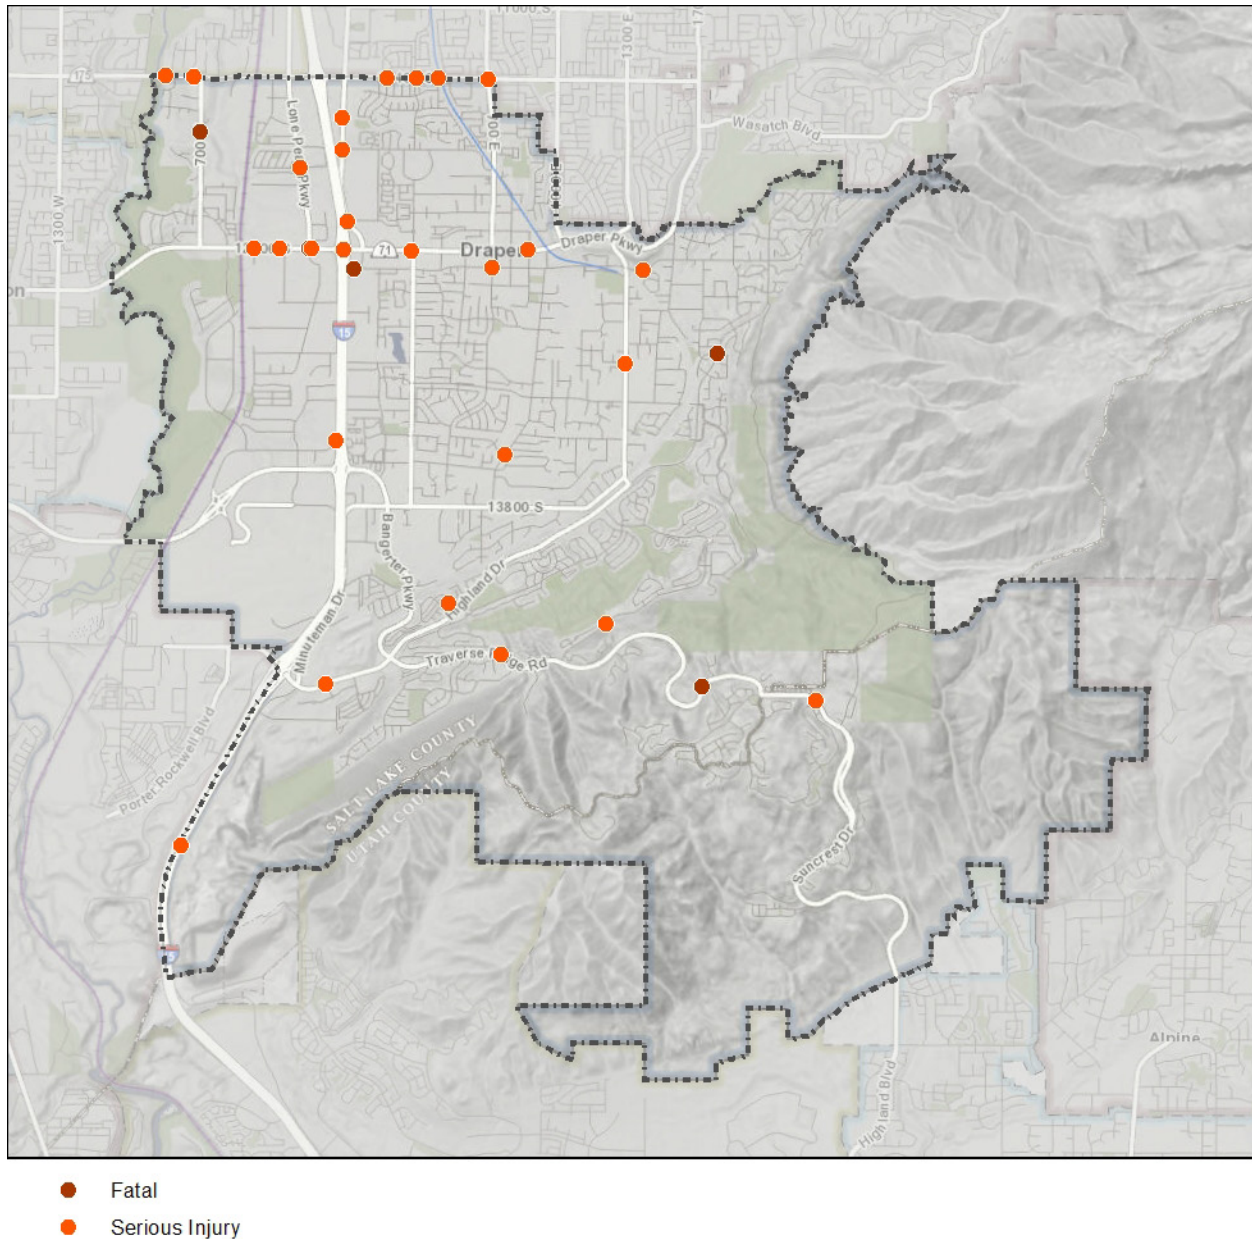 11000 S
1300 E
Wasatch Blvd
Lone Peak Pkwy
700 E
1300 W
71
Draper
Draper Pkwy
15
13800 S
Bangerter Pkwy
Highland Dr
Minuteman Dr
Traverse Ridge Rd
Porter Rockwell Blvd
SALT LAKE COUNTY
UTAH COUNTY
Suncrest Dr
Alpine
Highland Blvd
Fatal
Serious Injury